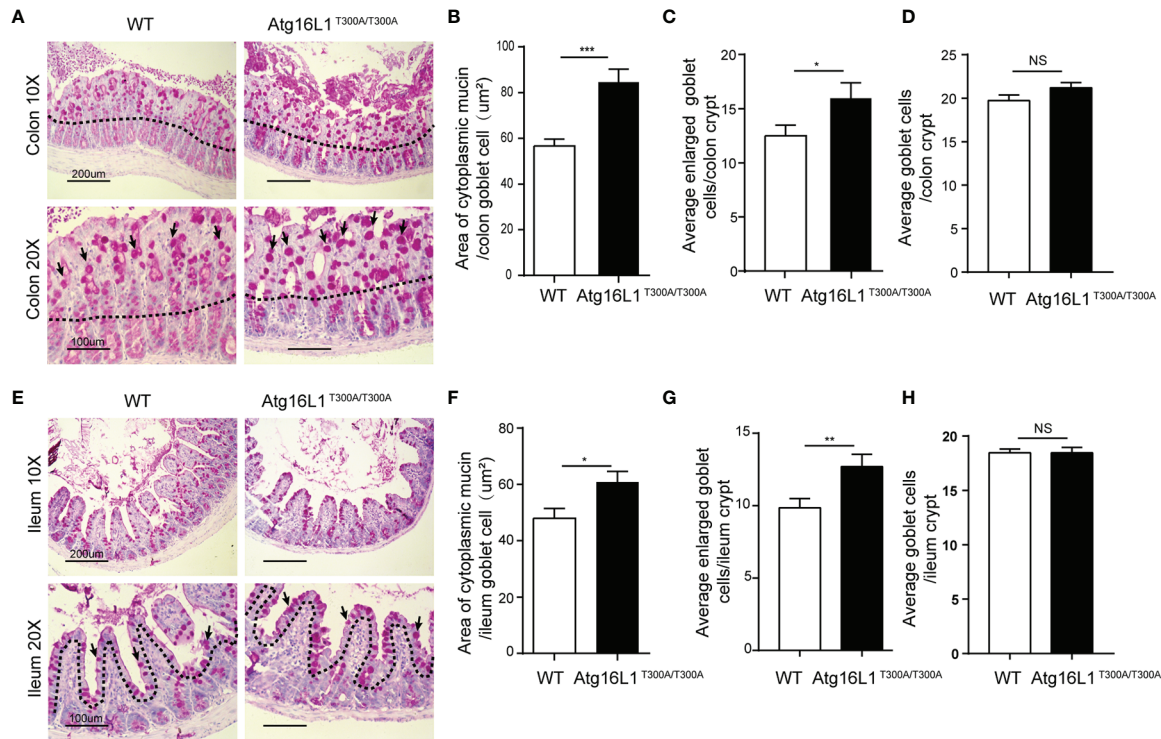 A
WT
Atg16L1 T300A/T300A
Colon 10X
200um
Colon 20X
100um
B
Area of cytoplasmic mucin
/colon goblet cell (um²)
100
80
60
40
20
0
***
WT
Atg16L1 T300A/T300A
C
Average enlarged goblet
cells/colon crypt
20
15
10
5
0
*
WT
Atg16L1 T300A/T300A
D
Average goblet cells
/colon crypt
25
20
15
10
5
0
NS
WT
Atg16L1 T300A/T300A
E
WT
Atg16L1 T300A/T300A
Ileum 10X
200um
Ileum 20X
100um
F
Area of cytoplasmic mucin
/ileum goblet cell (um²)
80
60
40
20
0
*
WT
Atg16L1 T300A/T300A
G
Average enlarged goblet
cells/ileum crypt
15
10
5
0
**
WT
Atg16L1 T300A/T300A
H
Average goblet cells
/ileum crypt
20
15
10
5
0
NS
WT
Atg16L1 T300A/T300A